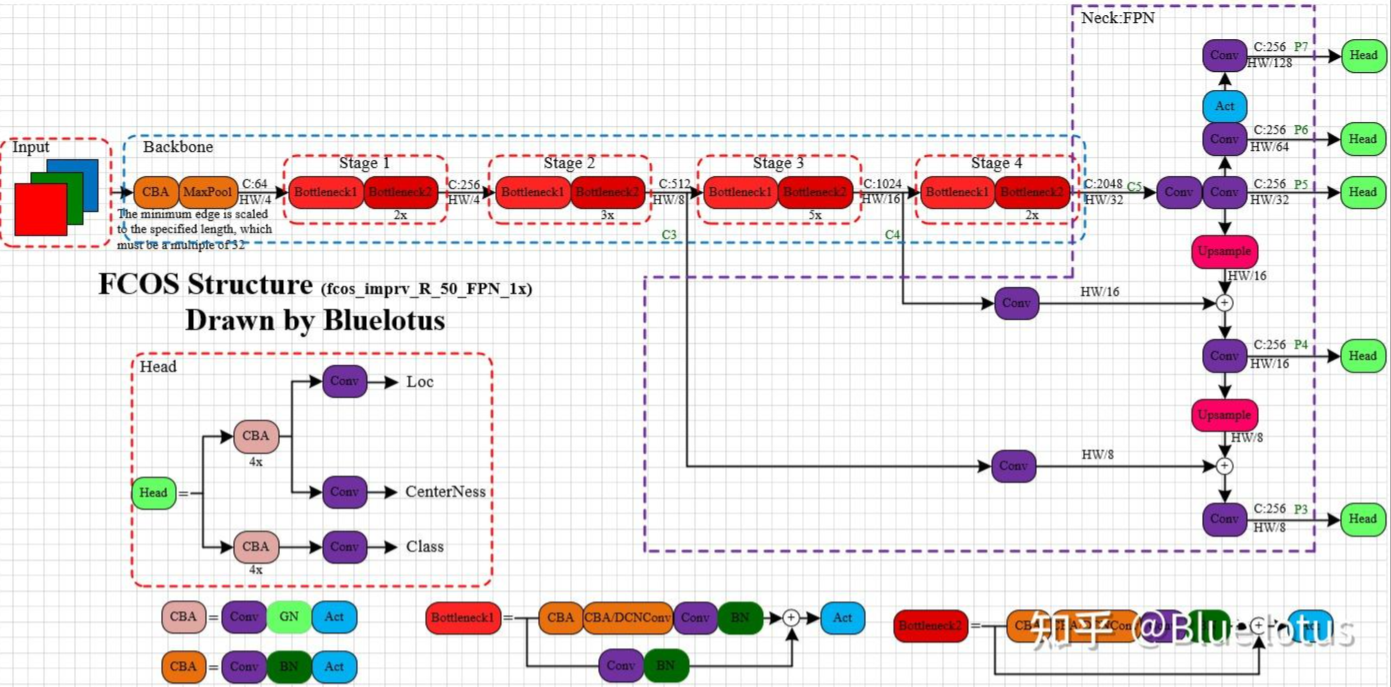 Neck:FPN
Conv
C:256 P7
HW/128
Head
Act
Conv
C:256 P6
HW/64
Head
Input
Backbone
Stage 1
Stage 2
Stage 3
Stage 4
CBA
MaxPool
C:64
HW/4
Bottleneck1
Bottleneck2
2x
C:256
HW/4
Bottleneck1
Bottleneck2
3x
C:512
HW/8
Bottleneck1
Bottleneck2
5x
C:1024
HW/16
Bottleneck1
Bottleneck2
2x
C:2048 C5
HW/32
Conv
Conv
C:256 P5
HW/32
Head
The minimum edge is scaled
to the specified length, which
must be a multiple of 32
C3
C4
Upsample
HW/16
FCOS Structure (fcos_imprv_R_50_FPN_1x)
Drawn by Bluelotus
Conv
HW/16
+
Conv
C:256 P4
HW/16
Head
Upsample
HW/8
Conv
HW/8
+
Conv
C:256 P3
HW/8
Head
Head
Conv
Loc
CBA
4x
Head
=
Conv
CenterNess
CBA
4x
Conv
Class
CBA = Conv GN Act
CBA = Conv BN Act
Bottleneck1 = CBA CBA/DCNConv Conv BN + Act
Conv BN
Bottleneck2 =
知乎 @Bluelotus